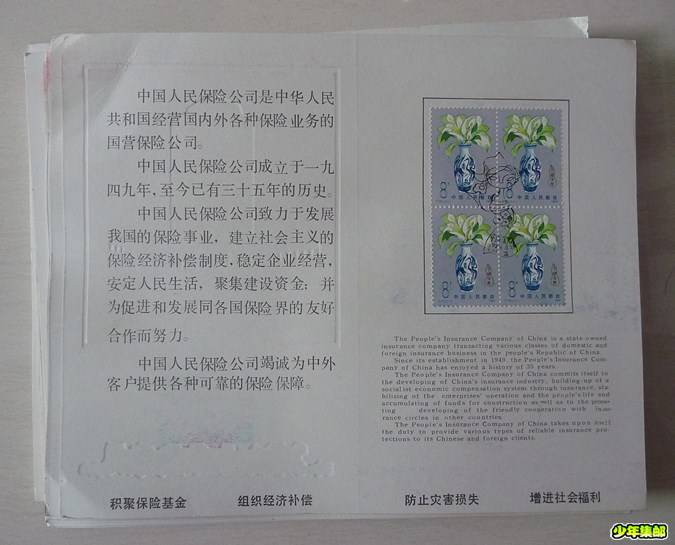 中国人民保险公司是中华人民
共和国经营国内外各种保险业务的
国营保险公司。
中国人民保险公司成立于一九
四九年，至今已有三十五年的历史。
中国人民保险公司致力于发展
我国的保险事业，建立社会主义的
保险经济补偿制度，稳定企业经营，
安定人民生活，聚集建设资金；并
为促进和发展同各国保险界的友好
合作而努力。
中国人民保险公司竭诚为中外
客户提供各种可靠的保险保障。
8分
中国人民邮政
8分
中国人民邮政
8分
中国人民邮政
8分
中国人民邮政
The People's Insurance Company of China is a state-owned
insurance company transacting various classes of domestic and
foreign insurance business in the people's Republic of China.
Since its establishment in 1949, the People's Insurance Com-
pany of China has enjoyed a history of 35 years.
The People's Insurance Company of China commits itself to
the developing of China's insurance industry, building-up of a
socialist economic compensation system through insurance, sta-
bilizing of the enterprises' operation and the people's life and
accumulating of funds for construction as well as to the promo-
ting developing of the friendly cooperation with insu-
rance circles in other countries.
The People's Insurance Company of China takes upon itself
the duty to provide various types of reliable insurance pro-
tections to its Chinese and foreign clients.
积聚保险基金 组织经济补偿 防止灾害损失 增进社会福利
少年集邮